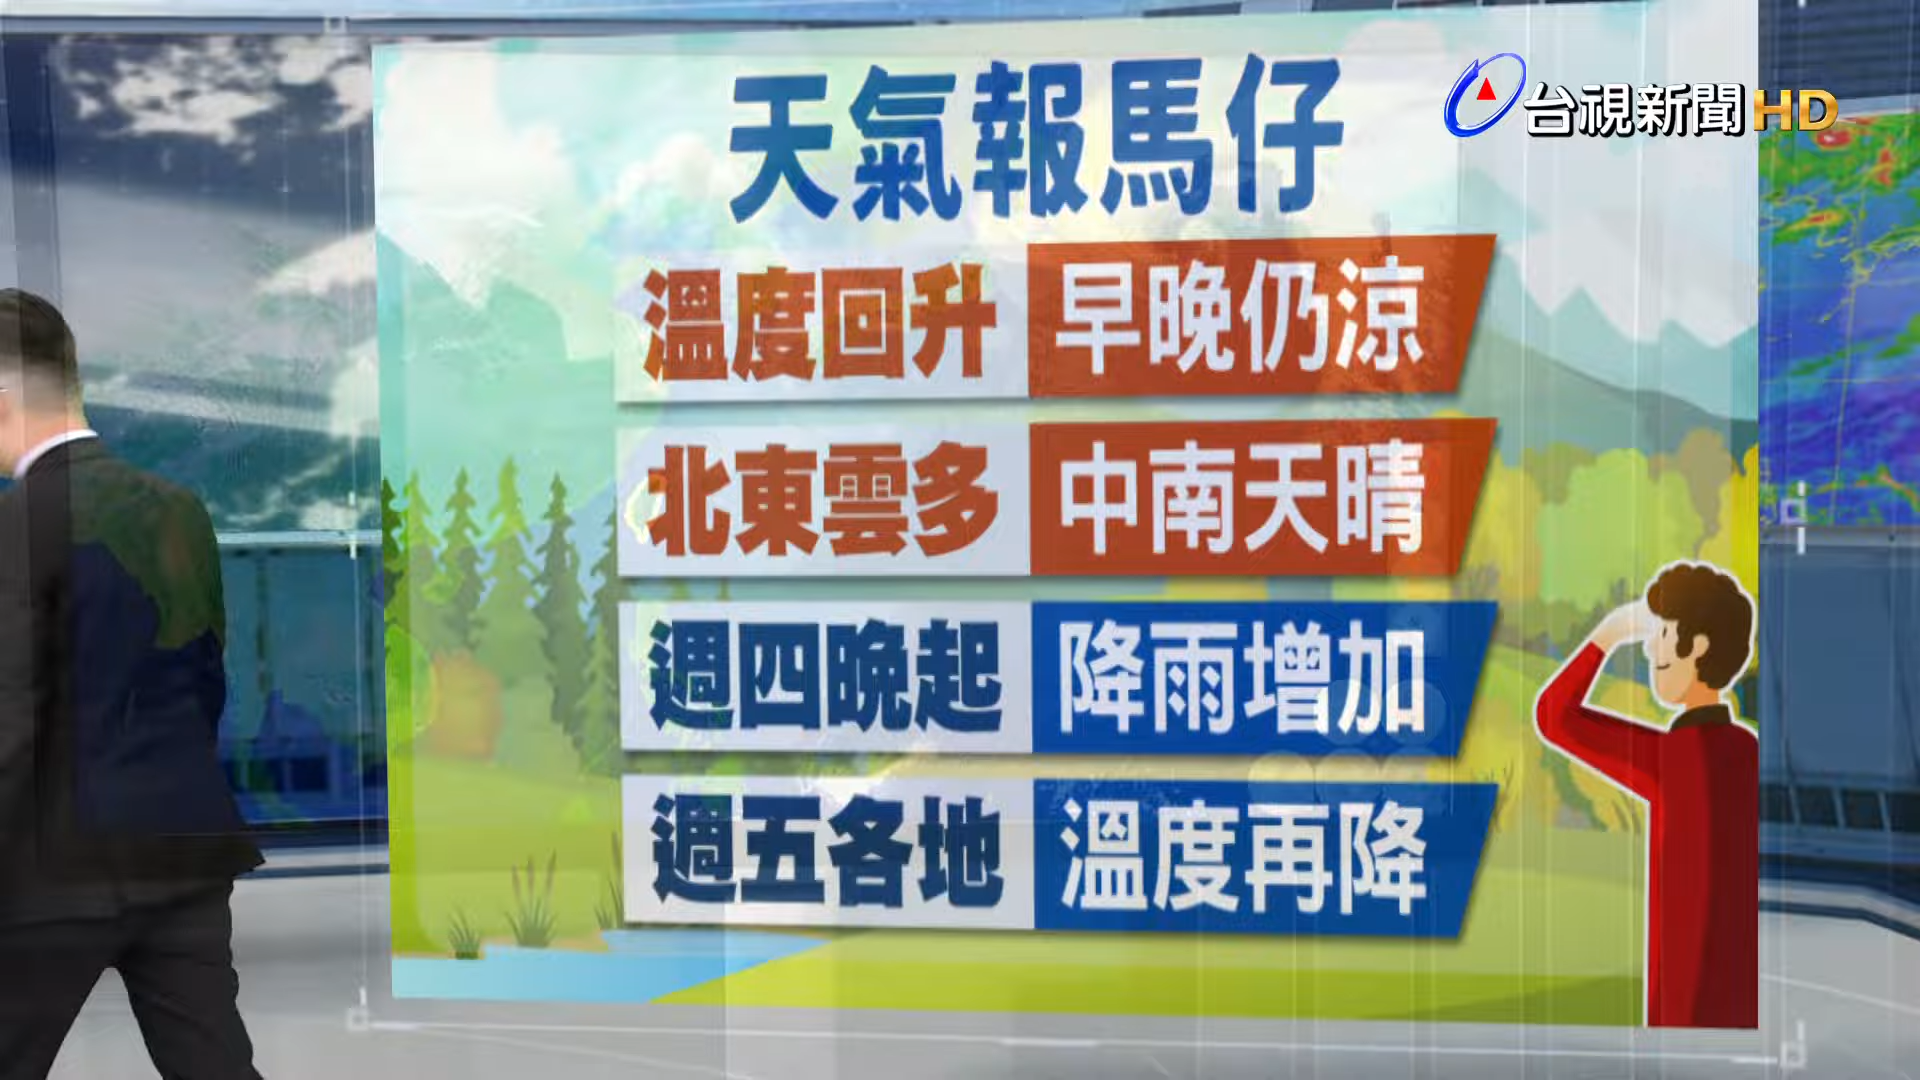 天氣報馬仔
台視新聞HD
溫度回升 早晚仍涼
北東雲多 中南天晴
週四晚起 降雨增加
週五各地 溫度再降